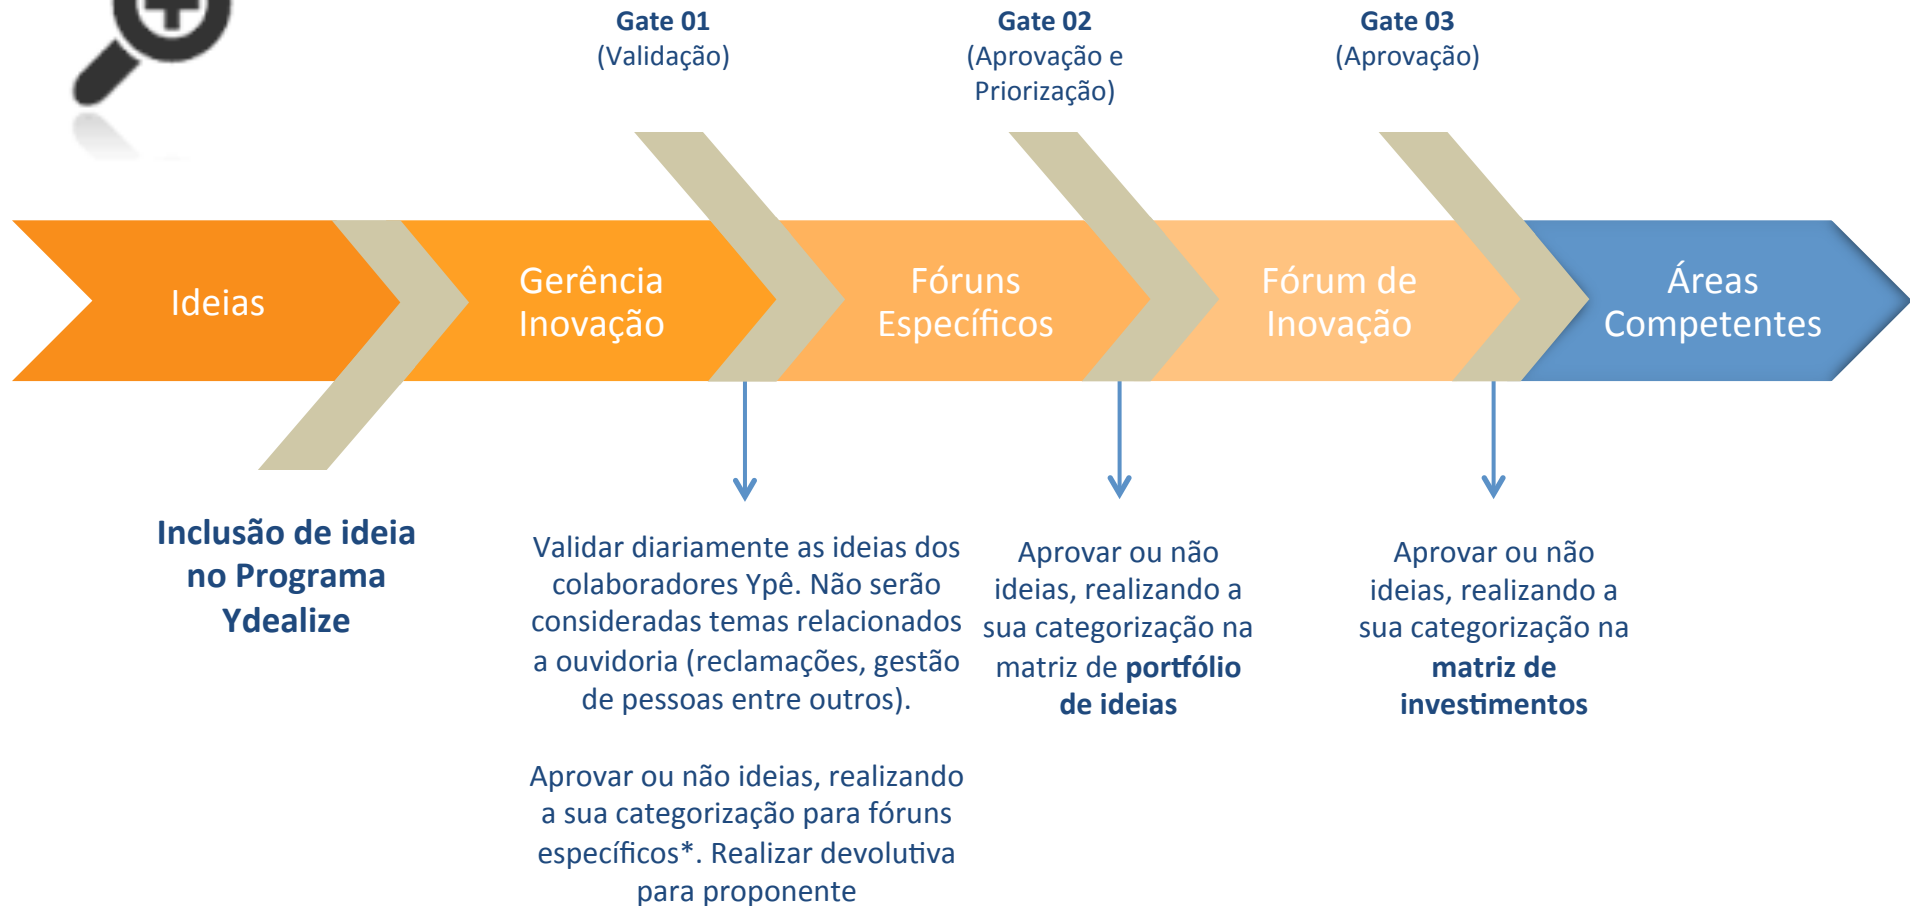 Gate 01
(Validação)
Gate 02
(Aprovação e
Priorização)
Gate 03
(Aprovação)
Ideias
Gerência
Inovação
Fóruns
Específicos
Fórum de
Inovação
Áreas
Competentes
Inclusão de ideia
no Programa
Ydealize
Validar diariamente as ideias dos
colaboradores Ypê. Não serão
consideradas temas relacionados
a ouvidoria (reclamações, gestão
de pessoas entre outros).
Aprovar ou não ideias, realizando
a sua categorização para fóruns
específicos*. Realizar devolutiva
para proponente
Aprovar ou não
ideias, realizando a
sua categorização na
matriz de portfólio
de ideias
Aprovar ou não
ideias, realizando a
sua categorização na
matriz de
investimentos